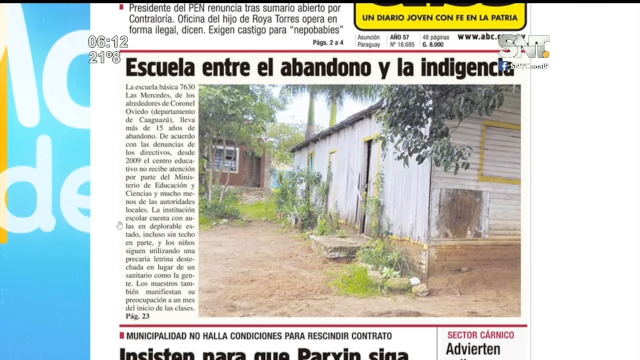 Presidente del PEN renuncia tras sumario abierto por
Contraloría. Oficina del hijo de Roya Torres opera en
forma ilegal, dicen. Exigen castigo para “nepobabies”
Págs. 2 a 4
UN DIARIO JOVEN CON FE EN LA PATRIA
Asunción
Paraguay
AÑO 57
Nº 16.695
48 páginas
G. 8.000
www.abc.
SNT
06:12
21°8
Escuela entre el abandono y la indigencia
La escuela básica 7630
Las Mercedes, de los
alrededores de Coronel
Oviedo (departamento
de Caaguazú), lleva
más de 15 años de
abandono. De acuerdo
con las denuncias de
los directivos, desde
2009 el centro educa-
tivo no recibe atención
por parte del Minis-
terio de Educación y
Ciencias y mucho me-
nos de las autoridades
locales. La institución
escolar cuenta con au-
las en deplorable es-
tado, incluso sin techo
en parte, y los niños
siguen utilizando una
precaria letrina destec-
hada en lugar de un
sanitario como la gen-
te. Los maestros tam-
bién manifiestan su
preocupación a un mes
del inicio de las clases.
Pág. 23
MUNICIPALIDAD NO HALLA CONDICIONES PARA RESCINDIR CONTRATO
Insisten para que Parxin siga
SECTOR CÁRNICO
Advierten